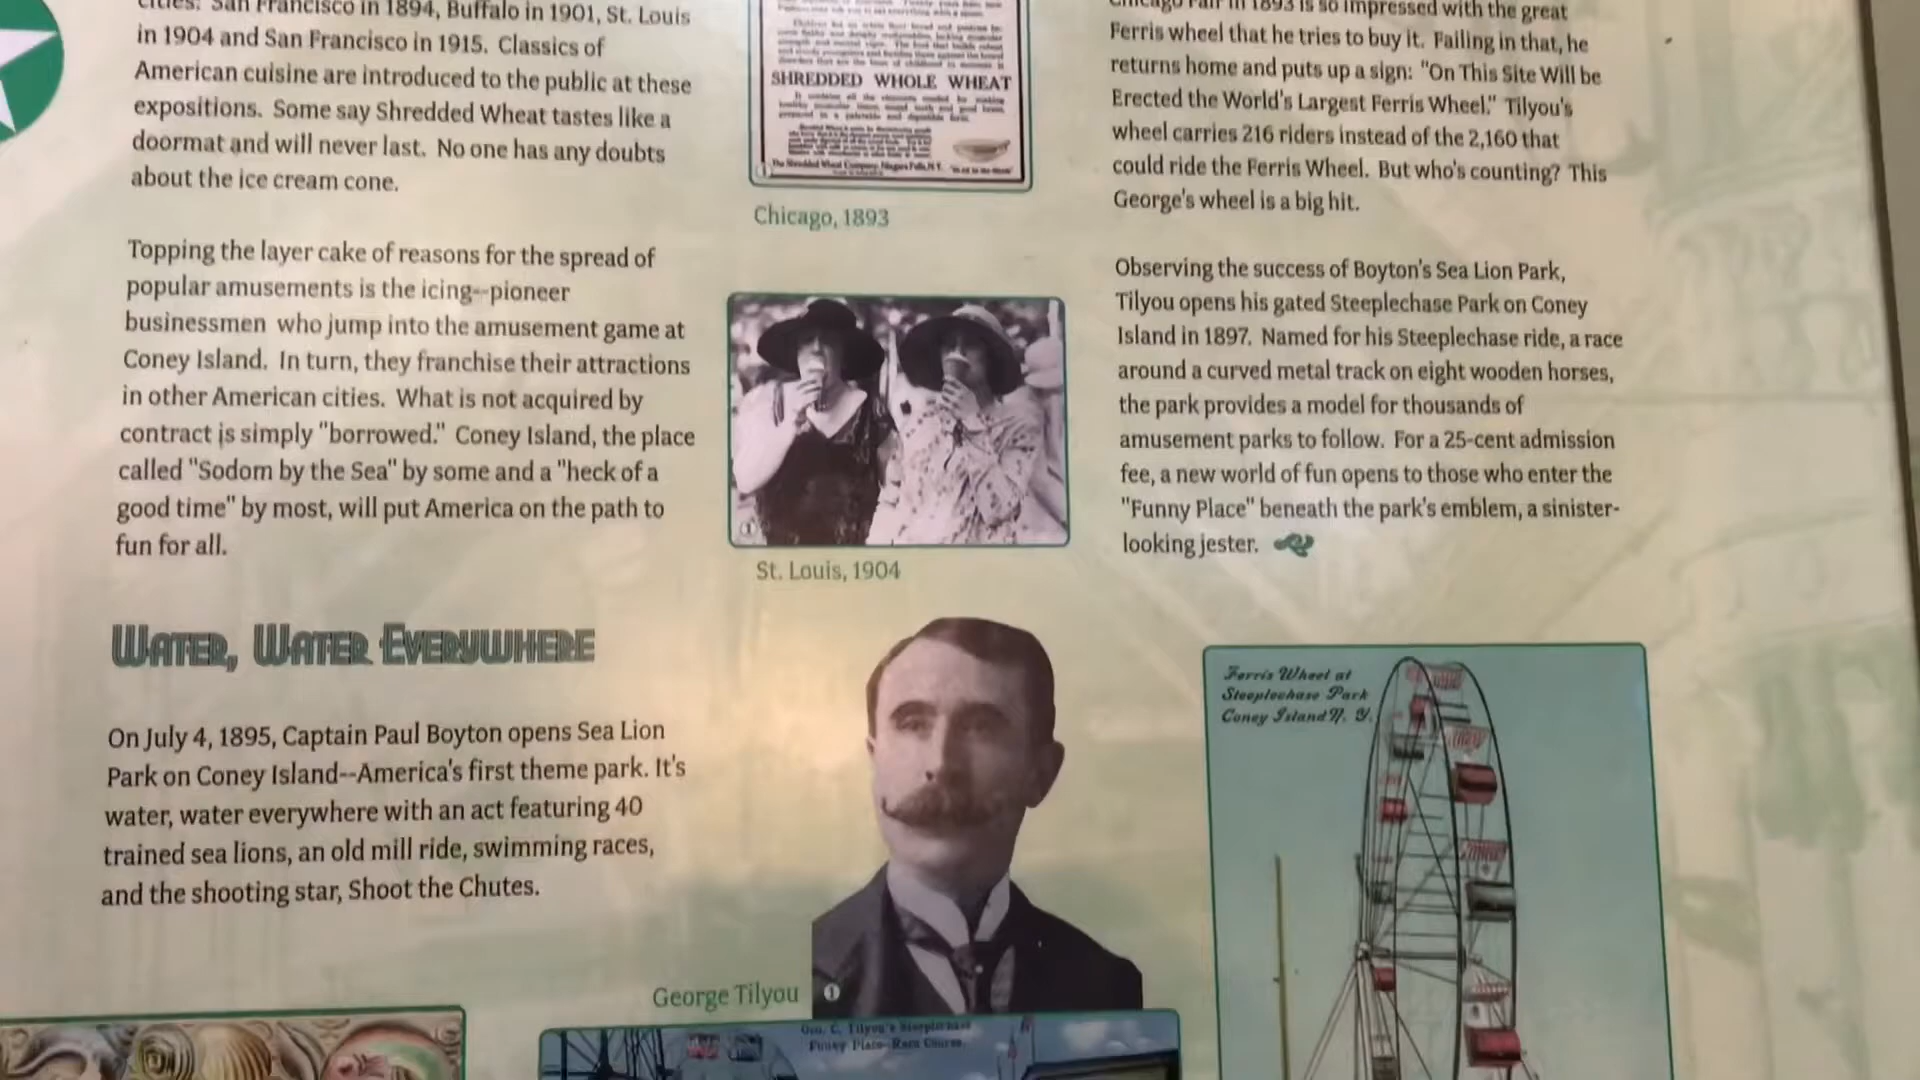 cities: San Francisco in 1894, Buffalo in 1901, St. Louis
in 1904 and San Francisco in 1915. Classics of
American cuisine are introduced to the public at these
expositions. Some say Shredded Wheat tastes like a
doormat and will never last. No one has any doubts
about the ice cream cone.
Topping the layer cake of reasons for the spread of
popular amusements is the icing--pioneer
businessmen who jump into the amusement game at
Coney Island. In turn, they franchise their attractions
in other American cities. What is not acquired by
contract is simply "borrowed." Coney Island, the place
called "Sodom by the Sea" by some and a "heck of a
good time" by most, will put America on the path to
fun for all.
WATER, WATER EVERYWHERE
On July 4, 1895, Captain Paul Boyton opens Sea Lion
Park on Coney Island--America's first theme park. It's
water, water everywhere with an act featuring 40
trained sea lions, an old mill ride, swimming races,
and the shooting star, Shoot the Chutes.
SHREDDED WHOLE WHEAT
The Shredded Wheat Company, Niagara Falls, N.Y.
Chicago, 1893
St. Louis, 1904
George Tilyou
Geo. C. Tilyou's Steeplechase
Funny Place--Race Course
Chicago Fair in 1893 is so impressed with the great
Ferris wheel that he tries to buy it. Failing in that, he
returns home and puts up a sign: "On This Site Will be
Erected the World's Largest Ferris Wheel." Tilyou's
wheel carries 216 riders instead of the 2,160 that
could ride the Ferris Wheel. But who's counting? This
George's wheel is a big hit.
Observing the success of Boyton's Sea Lion Park,
Tilyou opens his gated Steeplechase Park on Coney
Island in 1897. Named for his Steeplechase ride, a race
around a curved metal track on eight wooden horses,
the park provides a model for thousands of
amusement parks to follow. For a 25-cent admission
fee, a new world of fun opens to those who enter the
"Funny Place" beneath the park's emblem, a sinister-
looking jester.
Ferris Wheel at
Steeplechase Park
Coney Island N. Y.